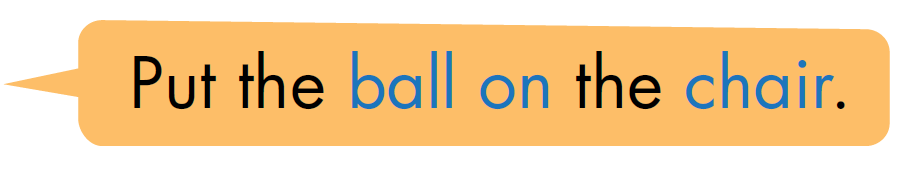 Put the ball on the chair.